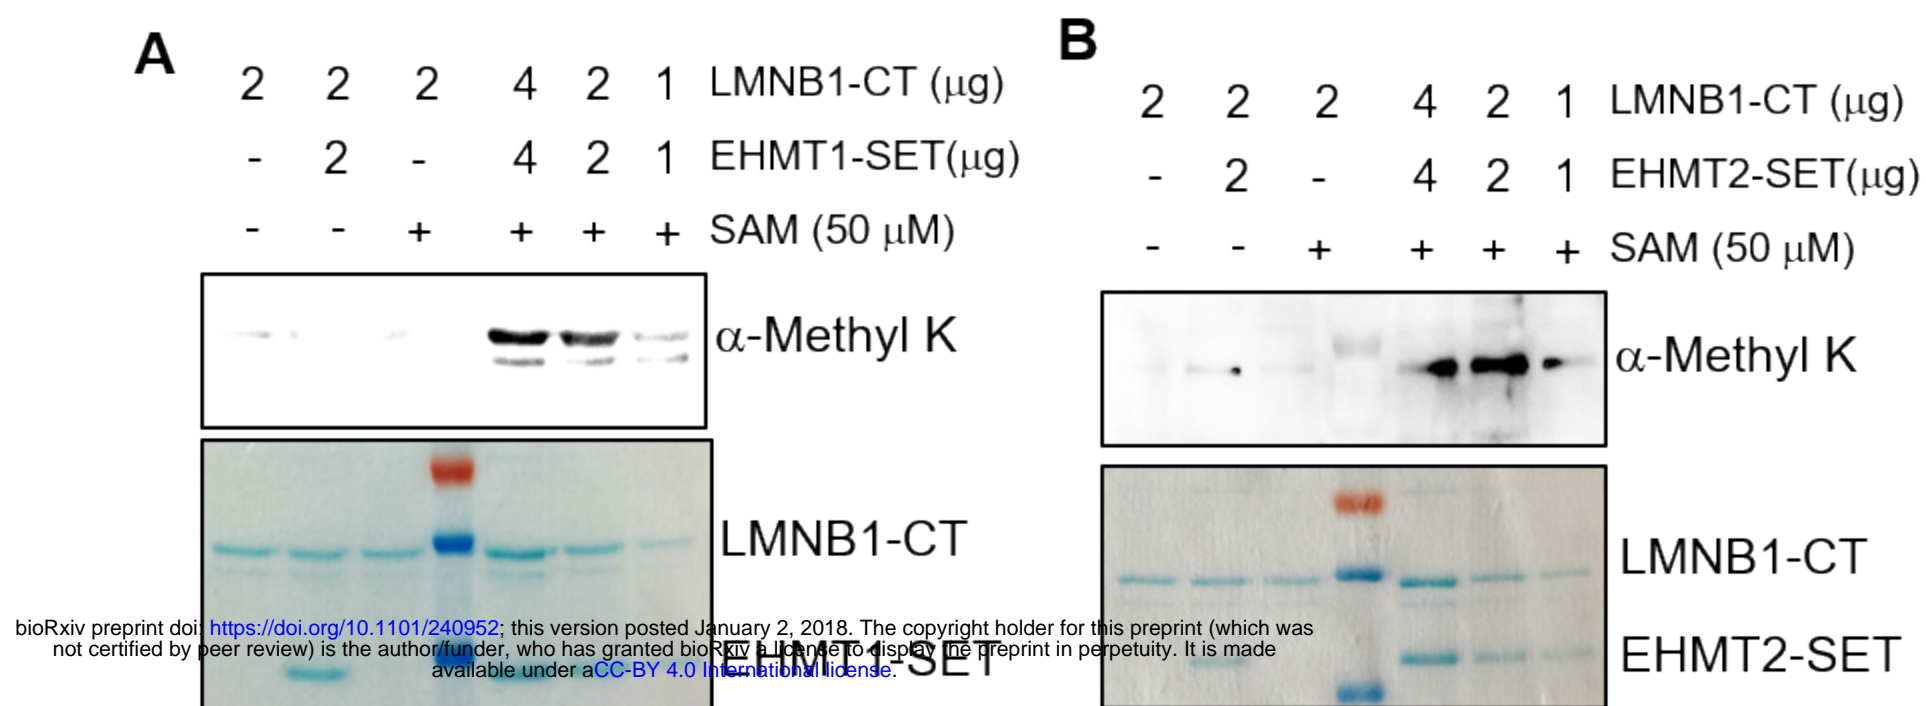 A
2 2 2 4 2 1 LMNB1-CT (μg)
- 2 - 4 2 1 EHMT1-SET(μg)
- - + + + + SAM (50 μM)
α-Methyl K
LMNB1-CT
EHMT1-SET
B
2 2 2 4 2 1 LMNB1-CT (μg)
- 2 - 4 2 1 EHMT2-SET(μg)
- - + + + + SAM (50 μM)
α-Methyl K
LMNB1-CT
EHMT2-SET
bioRxiv preprint doi: https://doi.org/10.1101/240952; this version posted January 2, 2018. The copyright holder for this preprint (which was
not certified by peer review) is the author/funder, who has granted bioRxiv a license to display the preprint in perpetuity. It is made
available under aCC-BY 4.0 International license.